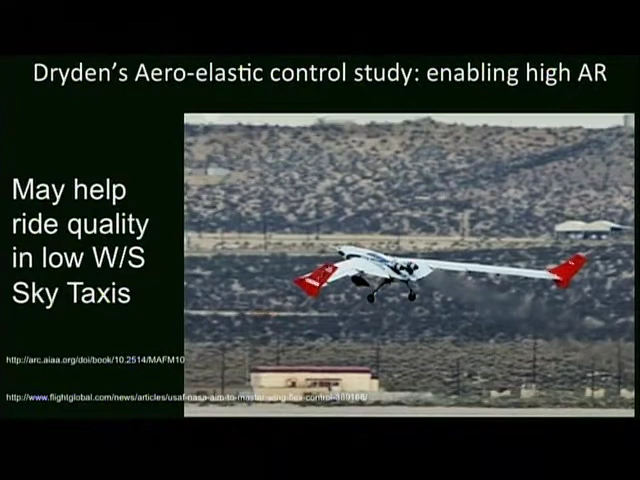 Dryden's Aero-elastic control study: enabling high AR
May help
ride quality
in low W/S
Sky Taxis
http://arc.aiaa.org/doi/book/10.2514/MAFM10
http://www.flightglobal.com/news/articles/usaf-nasa-aim-to-master-wing-flex-control-389166/